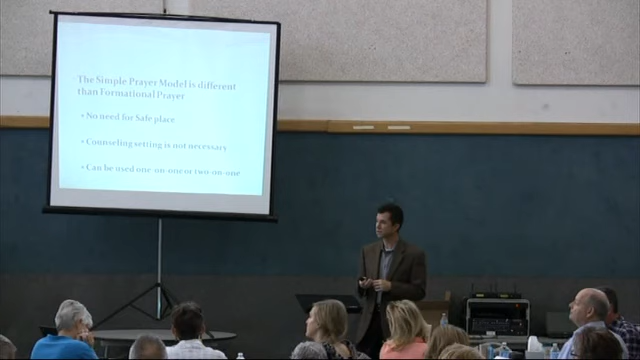 The Simple Prayer Model is different
than Formational Prayer
• No need for Safe place
• Counseling setting is not necessary
• Can be used one-on-one or two-on-one